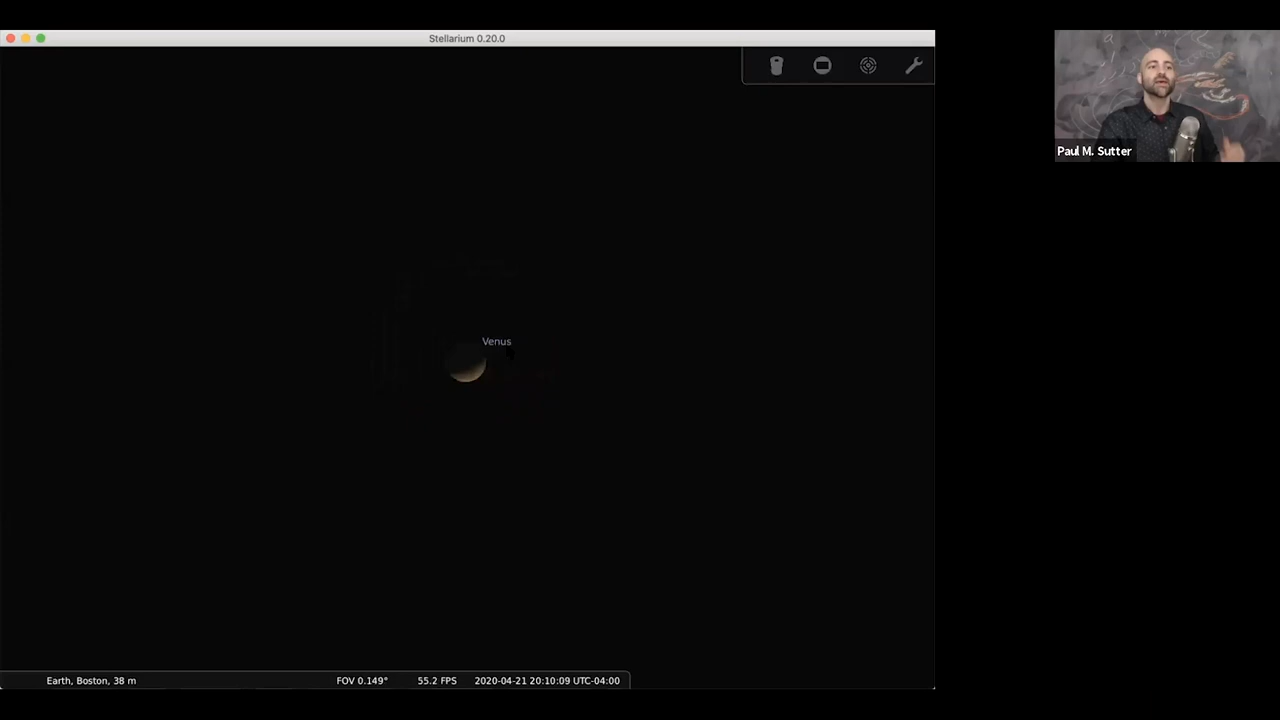 Stellarium 0.20.0
Paul M. Sutter
Venus
Earth, Boston, 38 m
FOV 0.149°
55.2 FPS
2020-04-21 20:10:09 UTC-04:00